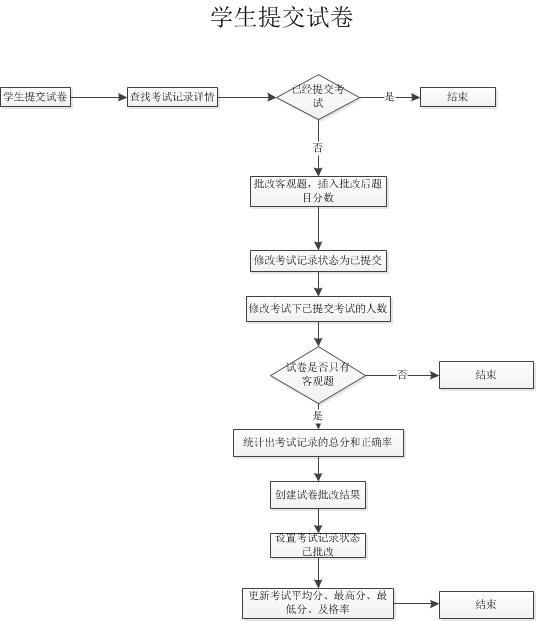 学生提交试卷
学生提交试卷
查找考试记录详情
已经提交考
试
是
结束
否
批改客观题，插入批改后题
目分数
修改考试记录状态为已提交
修改考试下已提交考试的人数
试卷是否只有
客观题
否
结束
是
统计出考试记录的总分和正确率
创建试卷批改结果
设置考试记录状态
已批改
更新考试平均分、最高分、最
低分、及格率
结束